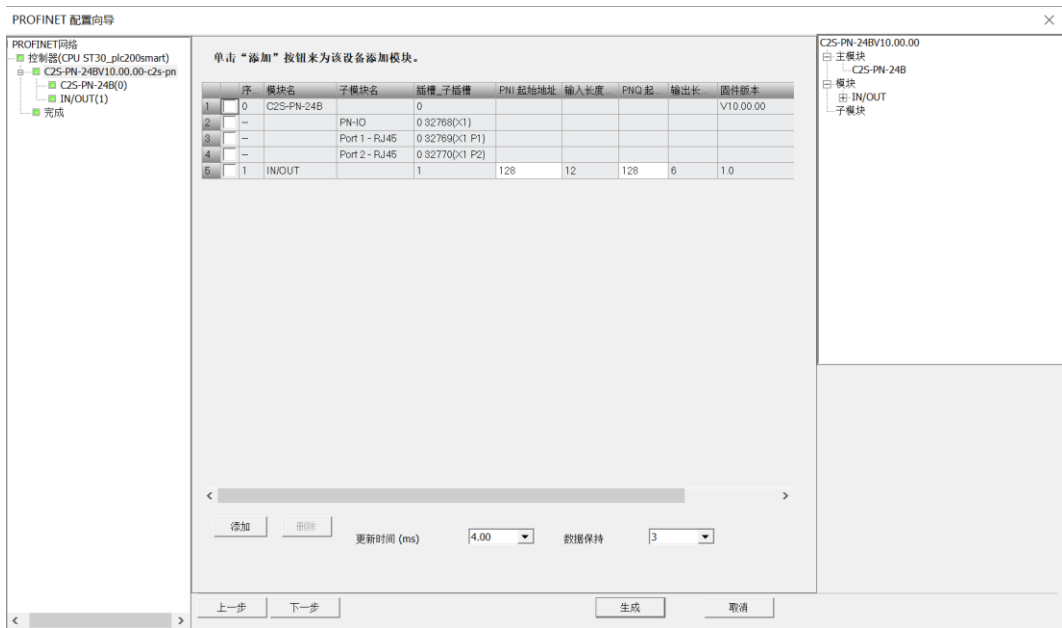 PROFINET 配置向导
PROFINET网络
控制器(CPU ST30_plc200smart)
C2S-PN-24BV10.00.00-c2s-pn
C2S-PN-24B(0)
IN/OUT(1)
完成
单击“添加”按钮来为该设备添加模块。
序... 模块名 子模块名 插槽_子插槽 PNI 起始地址 输入长度... PNQ 起... 输出长... 固件版本
1 0 C2S-PN-24B 0 V10.00.00
2 -- PN-IO 0 32768(X1)
3 -- Port 1 - RJ45 0 32769(X1 P1)
4 -- Port 2 - RJ45 0 32770(X1 P2)
5 1 IN/OUT 1 128 12 128 6 1.0
添加 删除 更新时间 (ms) 4.00 数据保持 3
上一步 下一步 生成 取消
C2S-PN-24BV10.00.00
主模块
C2S-PN-24B
模块
IN/OUT
子模块